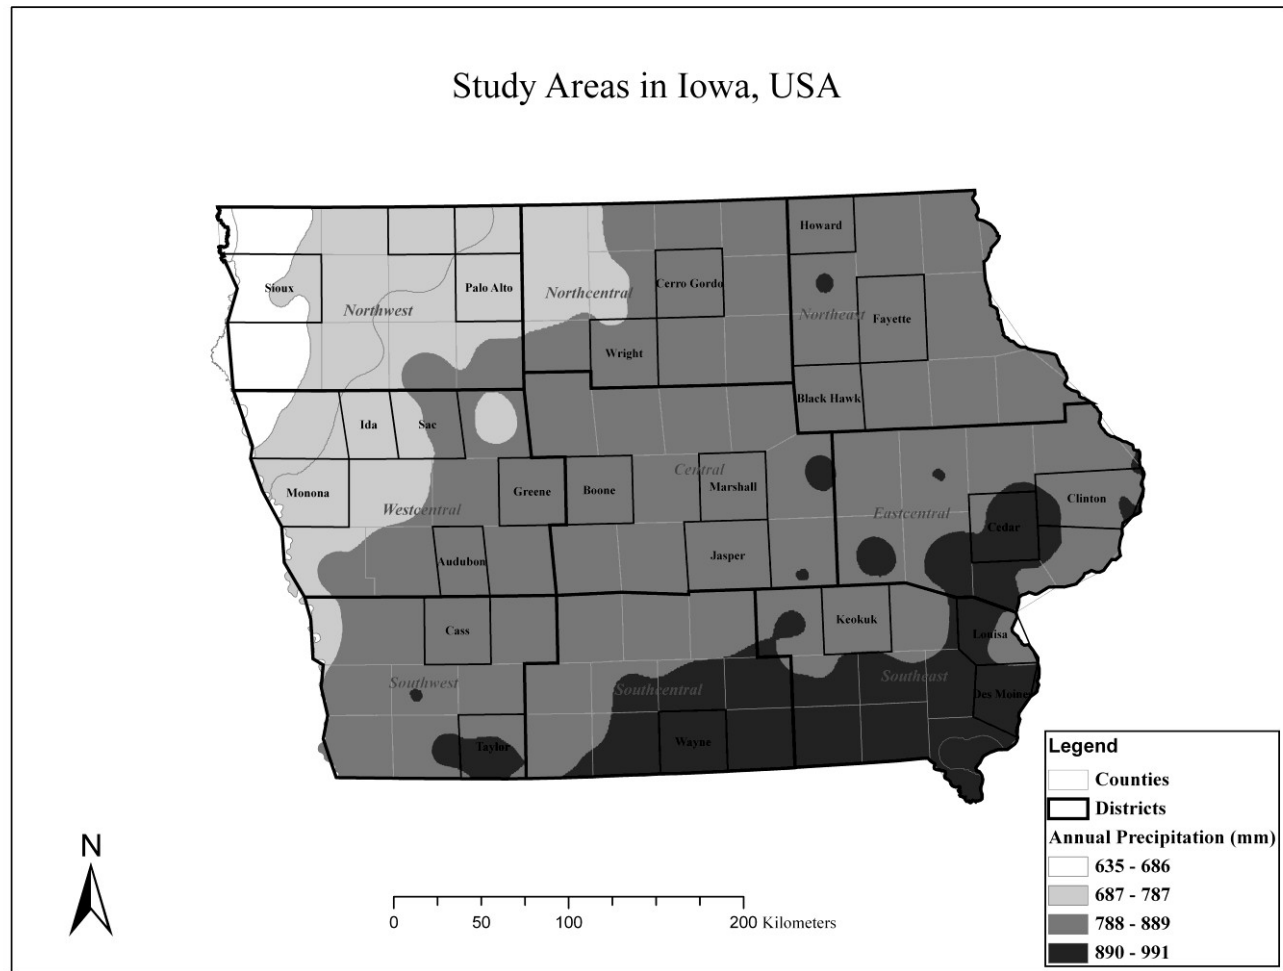 Study Areas in Iowa, USA
Howard
Sioux
Palo Alto
Cerro Gordo
Northwest
Northcentral
Northeast
Fayette
Wright
Black Hawk
Ida
Sac
Central
Monona
Greene
Boone
Marshall
Clinton
Westcentral
Eastcentral
Cedar
Audubon
Jasper
Cass
Keokuk
Louisa
Southwest
Southcentral
Southeast
Des Moines
Taylor
Wayne
Legend
Counties
Districts
Annual Precipitation (mm)
635 - 686
687 - 787
788 - 889
890 - 991
N
0 50 100 200 Kilometers